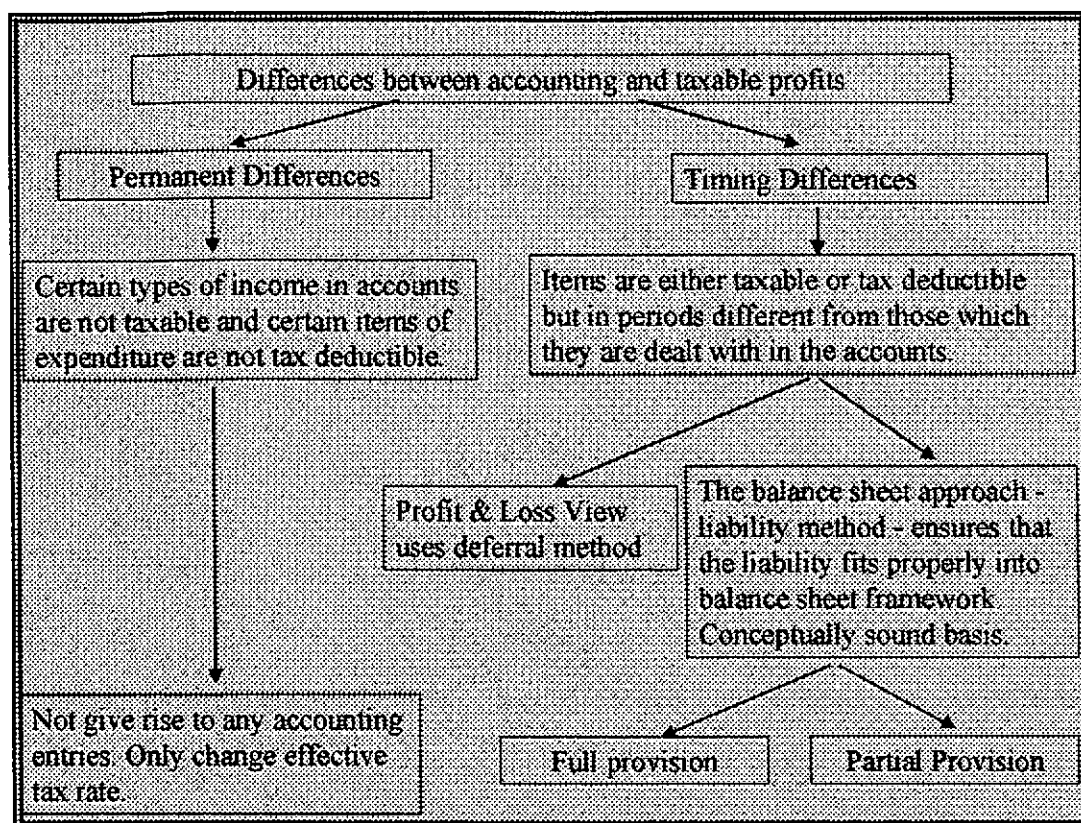 Differences between accounting and taxable profits
Permanent Differences
Timing Differences
Certain types of income in accounts
are not taxable and certain items of
expenditure are not tax deductible.
Items are either taxable or tax deductible
but in periods different from those which
they are dealt with in the accounts.
Profit & Loss View
uses deferral method
The balance sheet approach -
liability method - ensures that
the liability fits properly into
balance sheet framework.
Conceptually sound basis.
Not give rise to any accounting
entries. Only change effective
tax rate.
Full provision
Partial Provision